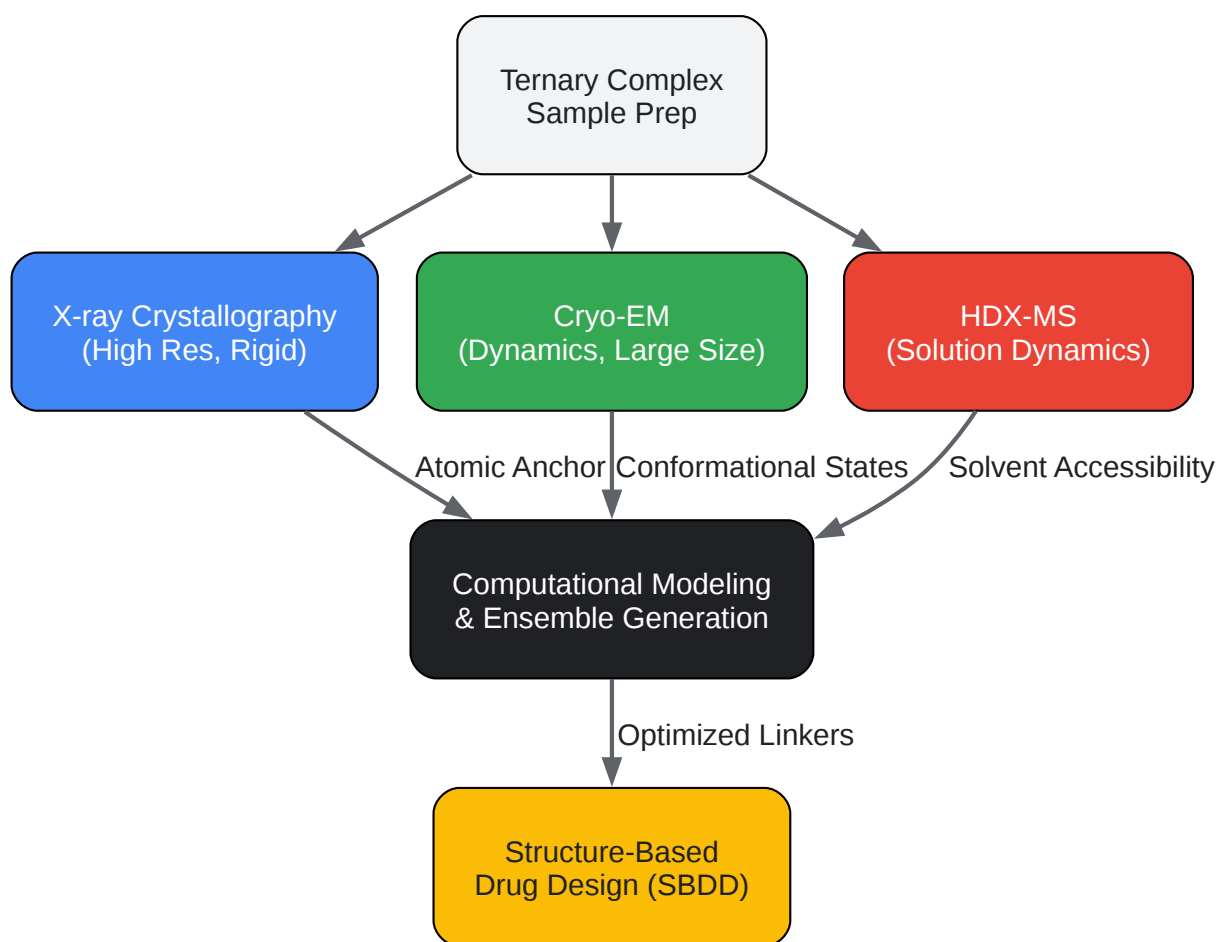 Ternary Complex
Sample Prep
X-ray Crystallography
(High Res, Rigid)
Cryo-EM
(Dynamics, Large Size)
HDX-MS
(Solution Dynamics)
Atomic Anchor
Conformational States
Solvent Accessibility
Computational Modeling
& Ensemble Generation
Optimized Linkers
Structure-Based
Drug Design (SBDD)